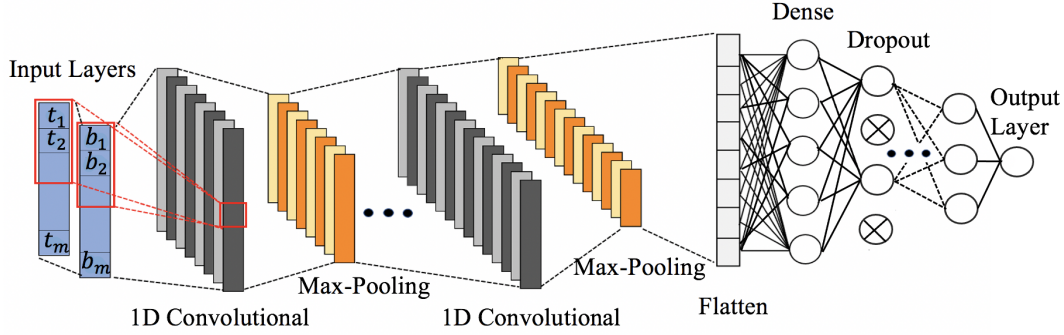 Input Layers
t₁
t₂
tₘ
b₁
b₂
bₘ
1D Convolutional
Max-Pooling
1D Convolutional
Max-Pooling
Flatten
Dense
Dropout
Output
Layer